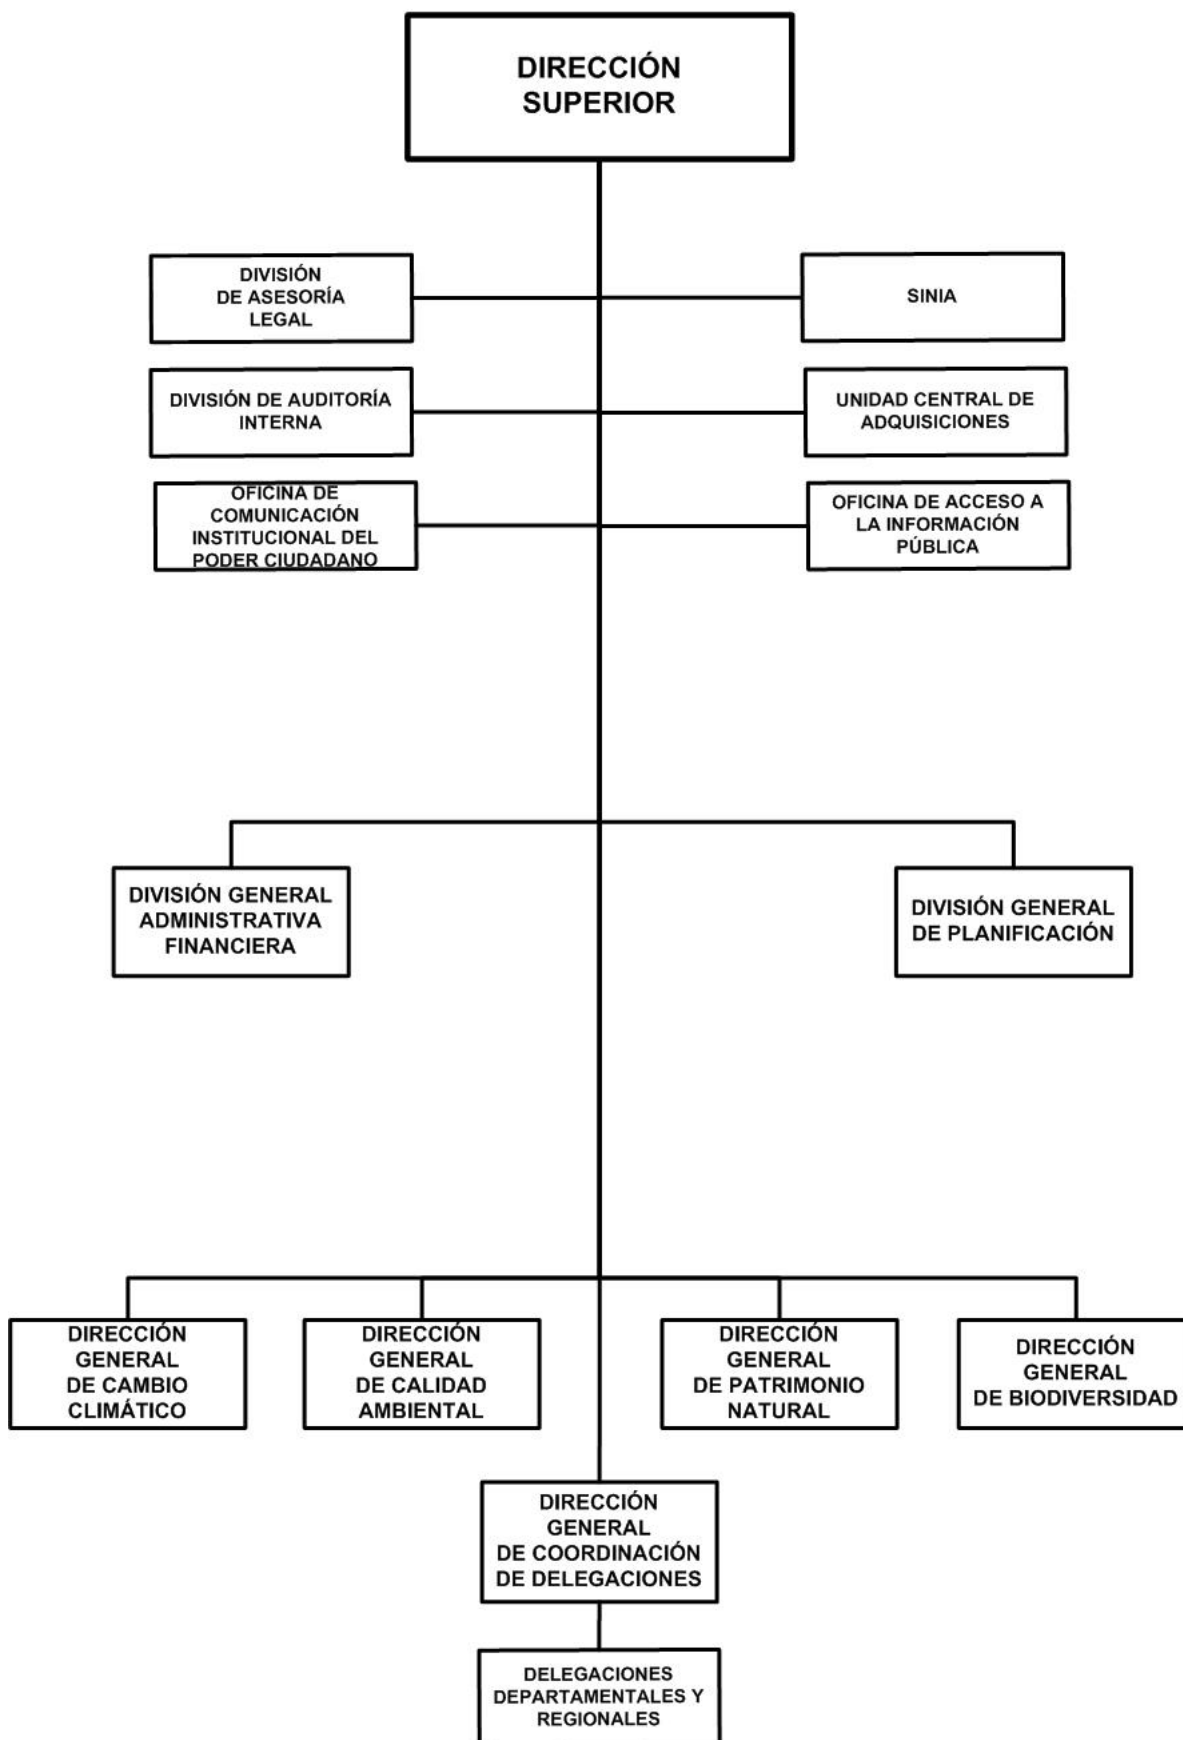 DIRECCIÓN
SUPERIOR
DIVISIÓN
DE ASESORÍA
LEGAL
SINIA
DIVISIÓN DE AUDITORÍA
INTERNA
UNIDAD CENTRAL DE
ADQUISICIONES
OFICINA DE
COMUNICACIÓN
INSTITUCIONAL DEL
PODER CIUDADANO
OFICINA DE ACCESO A
LA INFORMACIÓN
PÚBLICA
DIVISIÓN GENERAL
ADMINISTRATIVA
FINANCIERA
DIVISIÓN GENERAL
DE PLANIFICACIÓN
DIRECCIÓN
GENERAL
DE CAMBIO
CLIMÁTICO
DIRECCIÓN
GENERAL
DE CALIDAD
AMBIENTAL
DIRECCIÓN
GENERAL
DE PATRIMONIO
NATURAL
DIRECCIÓN
GENERAL
DE BIODIVERSIDAD
DIRECCIÓN
GENERAL
DE COORDINACIÓN
DE DELEGACIONES
DELEGACIONES
DEPARTAMENTALES Y
REGIONALES